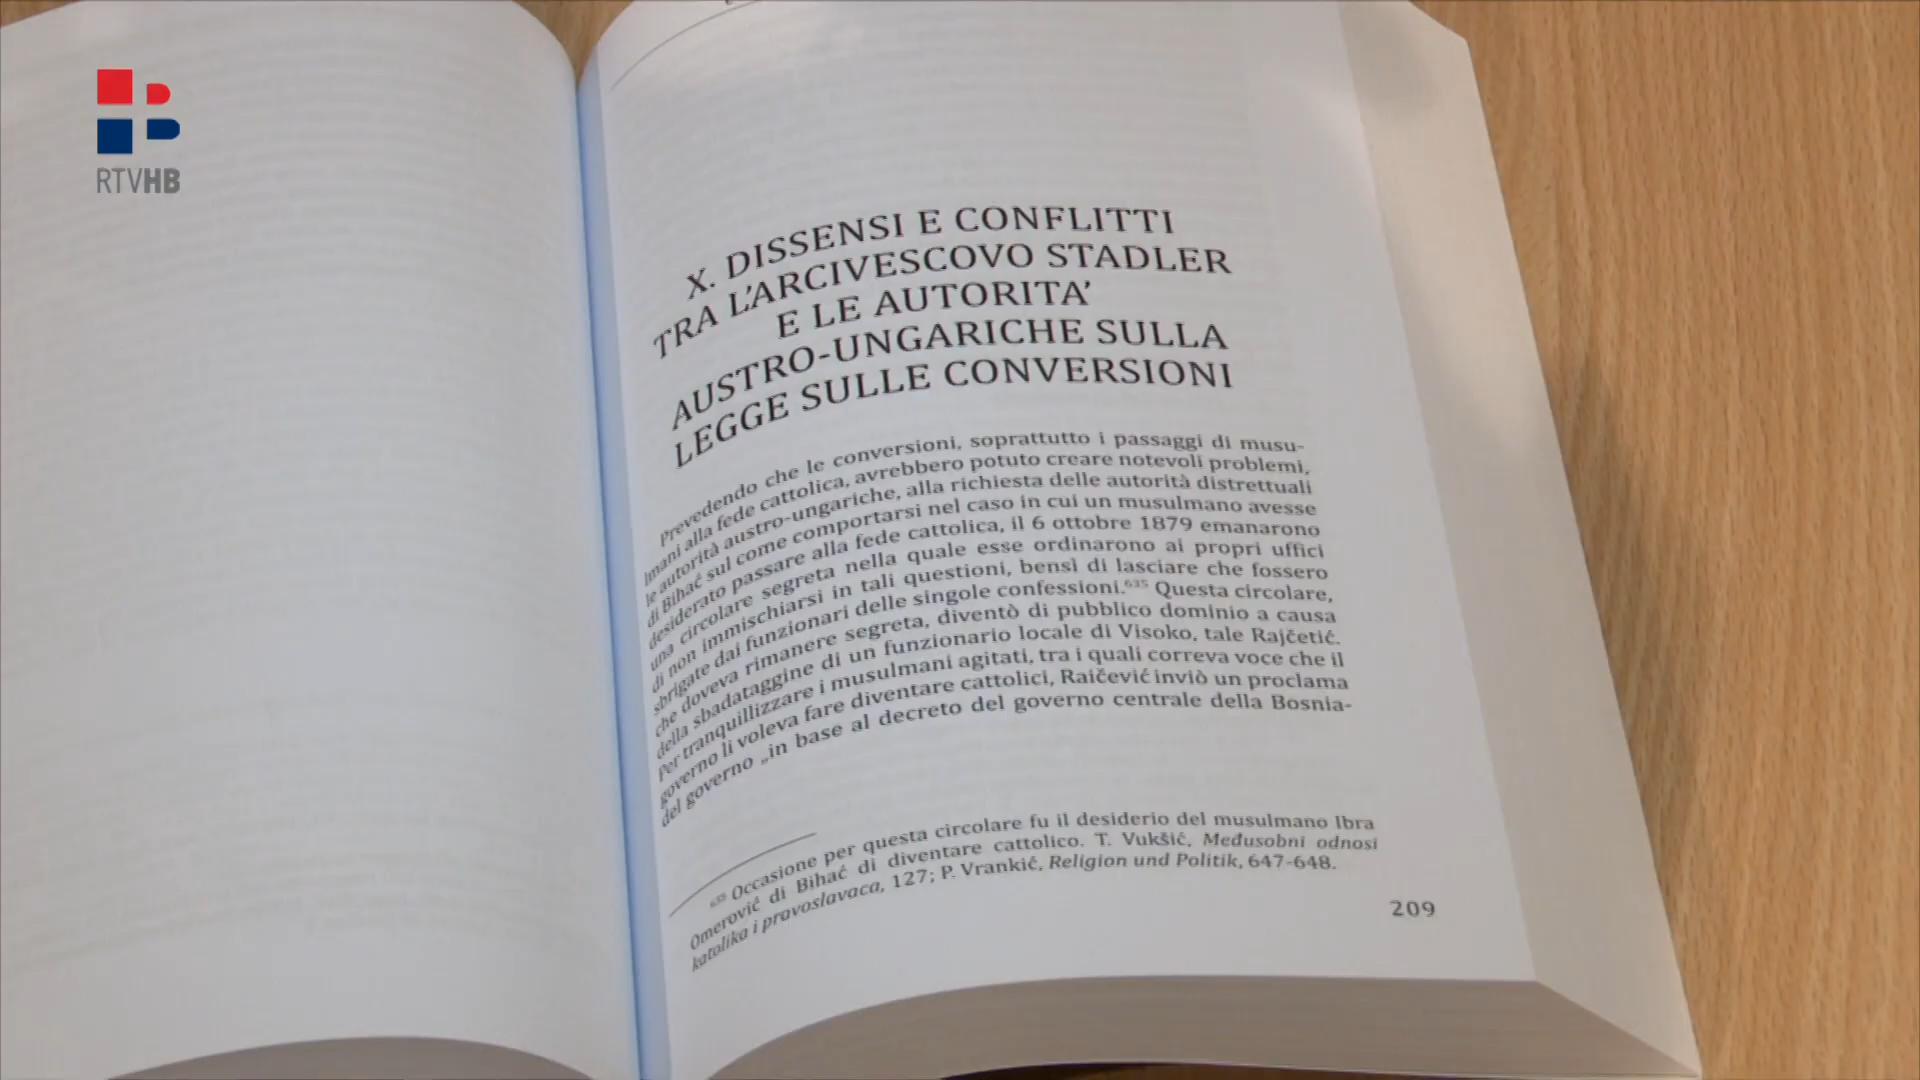 RTVHB
X. DISSENSI E CONFLITTI
TRA L'ARCIVESCOVO STADLER
E LE AUTORITA'
AUSTRO-UNGARICHE SULLA
LEGGE SULLE CONVERSIONI
Prevedendo che le conversioni, soprattutto i passaggi di musu-
lmani alla fede cattolica, avrebbero potuto creare notevoli problemi,
le autorità austro-ungariche, alla richiesta delle autorità distrettuali
di Bihać sul come comportarsi nel caso in cui un musulmano avesse
desiderato passare alla fede cattolica, il 6 ottobre 1879 emanarono
una circolare segreta nella quale esse ordinarono ai propri uffici
di non immischiarsi in tali questioni, bensì di lasciare che fossero
sbrigate dai funzionari delle singole confessioni.⁶³⁵ Questa circolare,
che doveva rimanere segreta, diventò di pubblico dominio a causa
della sbadataggine di un funzionario locale di Visoko, tale Rajčetić.
Per tranquillizzare i musulmani agitati, tra i quali correva voce che il
governo li voleva fare diventare cattolici, Raičević inviò un proclama
del governo „in base al decreto del governo centrale della Bosnia-
⁶³⁵ Occasione per questa circolare fu il desiderio del musulmano Ibra
Omerović di Bihać di diventare cattolico. T. Vukšić, Međusobni odnosi
katolika i pravoslavaca, 127; P. Vrankić, Religion und Politik, 647-648.
209